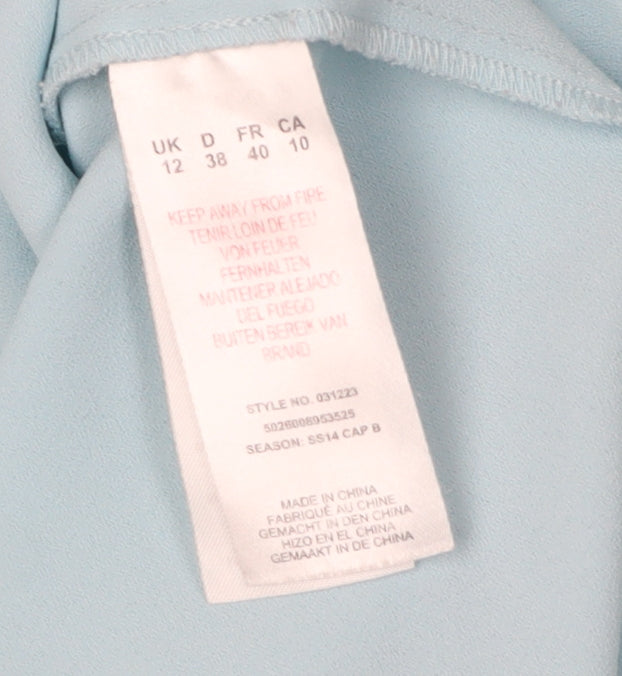 UK D FR CA
12 38 40 10
KEEP AWAY FROM FIRE
TENIR LOIN DE FEU
VON FEUER
FERNHALTEN
MANTENER ALEJADO
DEL FUEGO
BUITEN BEREIK VAN
BRAND
STYLE NO. 031223
5026008953525
SEASON: SS14 CAP B
MADE IN CHINA
FABRIQUÉ AU CHINE
GEMACHT IN DEN CHINA
HIZO EN EL CHINA
GEMAAKT IN DE CHINA